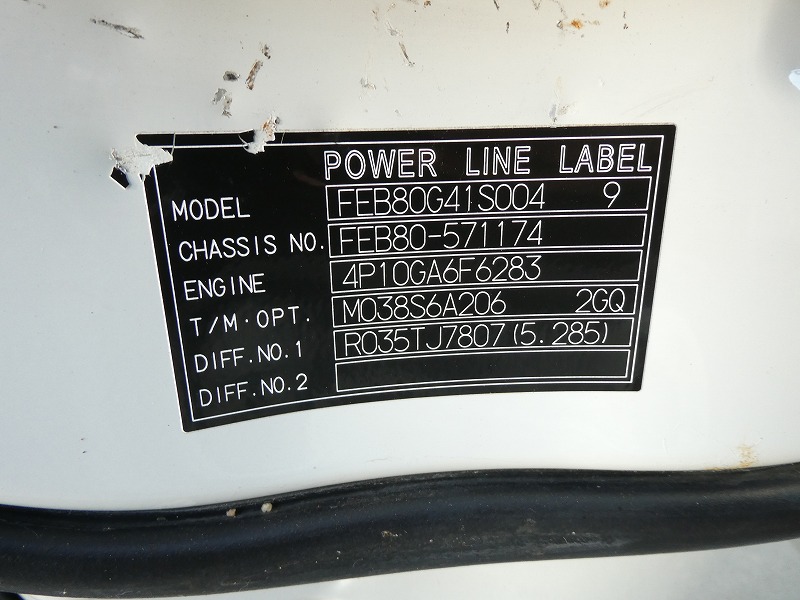 POWER LINE LABEL
MODEL FEB80G41S004 9
CHASSIS NO. FEB80-571174
ENGINE 4P10GA6F6283
T/M·OPT. M038S6A206 2GQ
DIFF.NO.1 R035TJ7807(5.285)
DIFF.NO.2